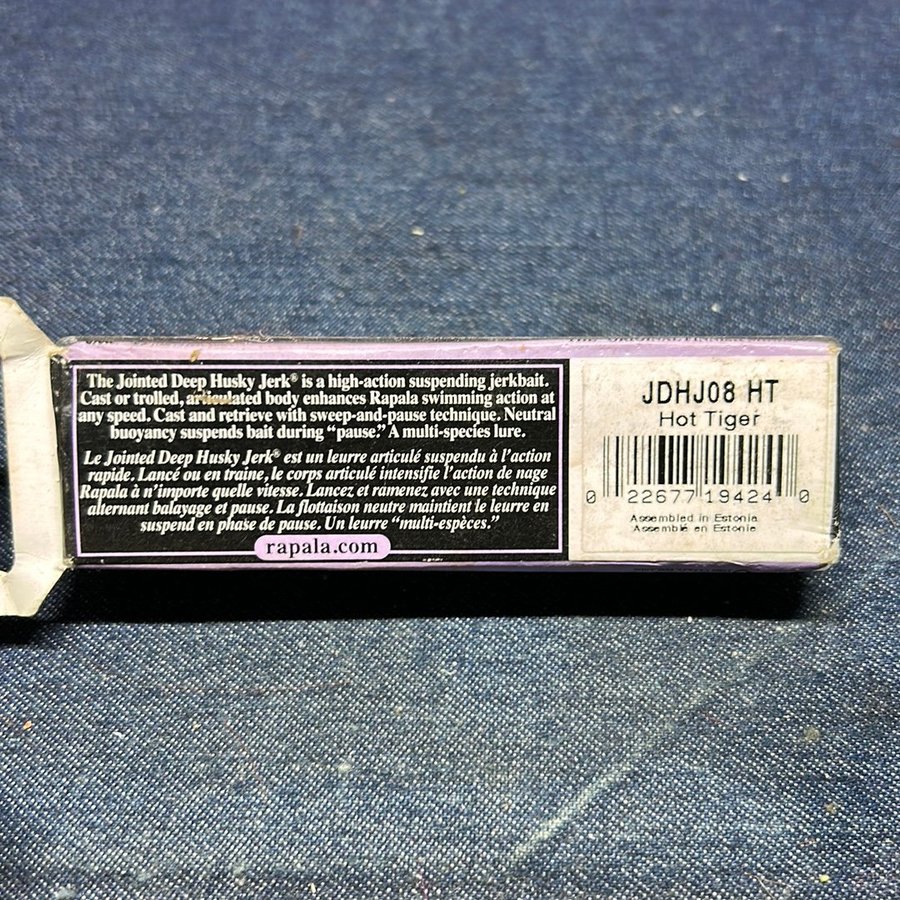 The Jointed Deep Husky Jerk® is a high-action suspending jerkbait.
Cast or trolled, articulated body enhances Rapala swimming action at
any speed. Cast and retrieve with sweep-and-pause technique. Neutral
buoyancy suspends bait during “pause.” A multi-species lure.
Le Jointed Deep Husky Jerk® est un leurre articulé suspendu à l’action
rapide. Lancé ou en traine, le corps articulé intensifie l’action de nage
Rapala à n’importe quelle vitesse. Lancez et ramenez avec une technique
alternant balayage et pause. La flottaison neutre maintient le leurre en
suspend en phase de pause. Un leurre “multi-espèces.”
rapala.com
JDHJ08 HT
Hot Tiger
0 22677 19424 0
Assembled in Estonia
Assemblé en Estonie